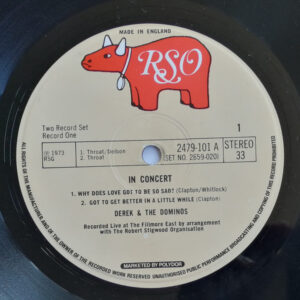 MADE IN ENGLAND
RSO
Two Record Set
Record One
1
℗ 1973
RSO
1. Throat/Delbon
2. Throat
2479-101 A
(SET NO. 2659-020)
STEREO
33
IN CONCERT
1. WHY DOES LOVE GOT TO BE SO SAD? (Clapton/Whitlock)
2. GOT TO GET BETTER IN A LITTLE WHILE (Clapton)
DEREK & THE DOMINOS
Recorded Live at The Fillmore East by arrangement
with The Robert Stigwood Organisation
MARKETED BY POLYDOR
ALL RIGHTS OF THE MANUFACTURER AND OF THE OWNER OF THE RECORDED WORK RESERVED UNAUTHORISED PUBLIC PERFORMANCE BROADCASTING AND COPYING OF THIS RECORD PROHIBITED